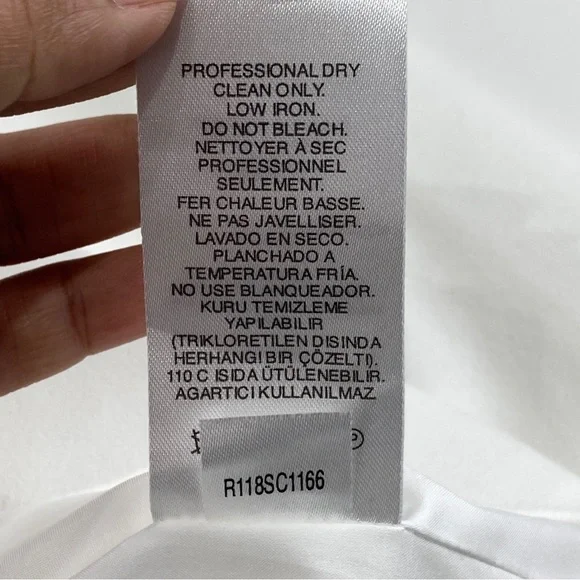 PROFESSIONAL DRY
CLEAN ONLY.
LOW IRON.
DO NOT BLEACH.
NETTOYER À SEC
PROFESSIONNEL
SEULEMENT.
FER CHALEUR BASSE.
NE PAS JAVELLISER.
LAVADO EN SECO.
PLANCHADO A
TEMPERATURA FRÍA.
NO USE BLANQUEADOR.
KURU TEMIZLEME
YAPILABILIR
(TRIKLORETILEN DISINDA
HERHANGI BIR ÇÖZELTI).
110 C ISIDA ÜTÜLENEBILIR.
AGARTICI KULLANILMAZ.
P
R118SC1166